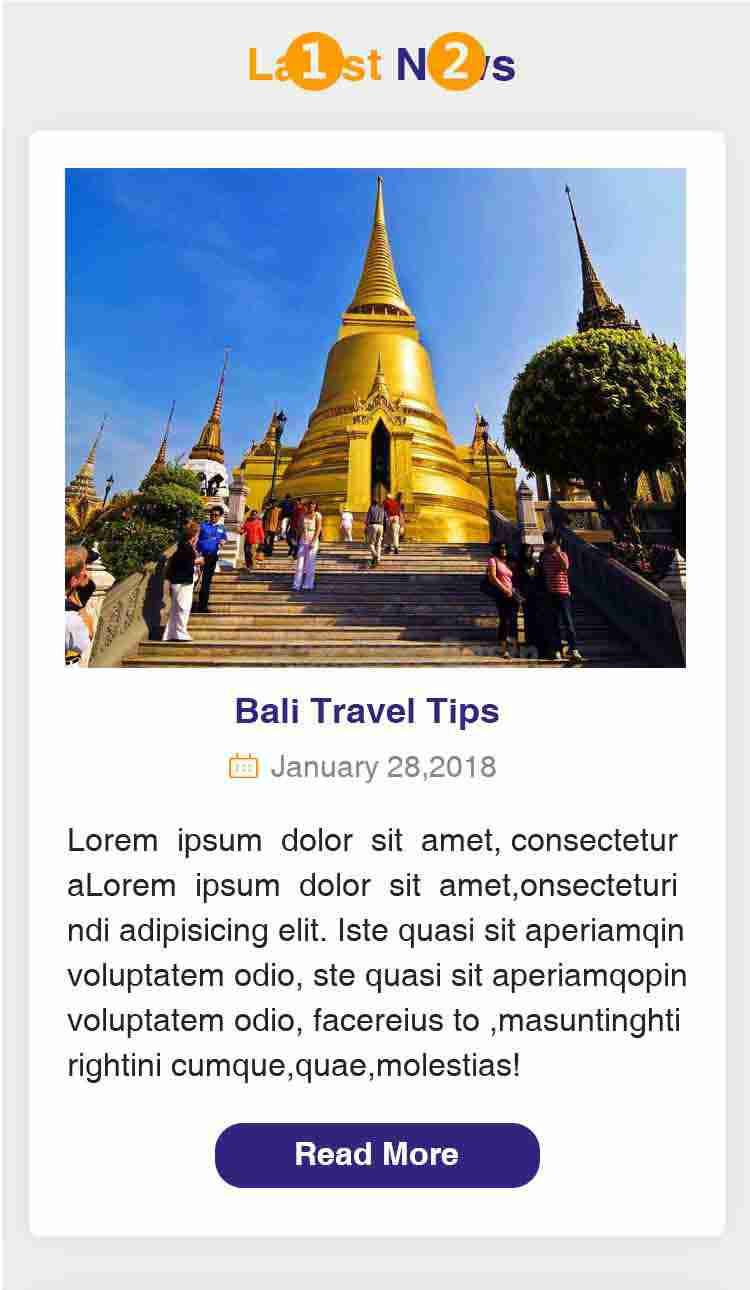 1 2
Bali Travel Tips
January 28,2018
Lorem ipsum dolor sit amet, consectetur
aLorem ipsum dolor sit amet,onsecteturi
ndi adipisicing elit. Iste quasi sit aperiamqin
voluptatem odio, ste quasi sit aperiamqopin
voluptatem odio, facereius to ,masuntinghti
rightini cumque,quae,molestias!
Read More